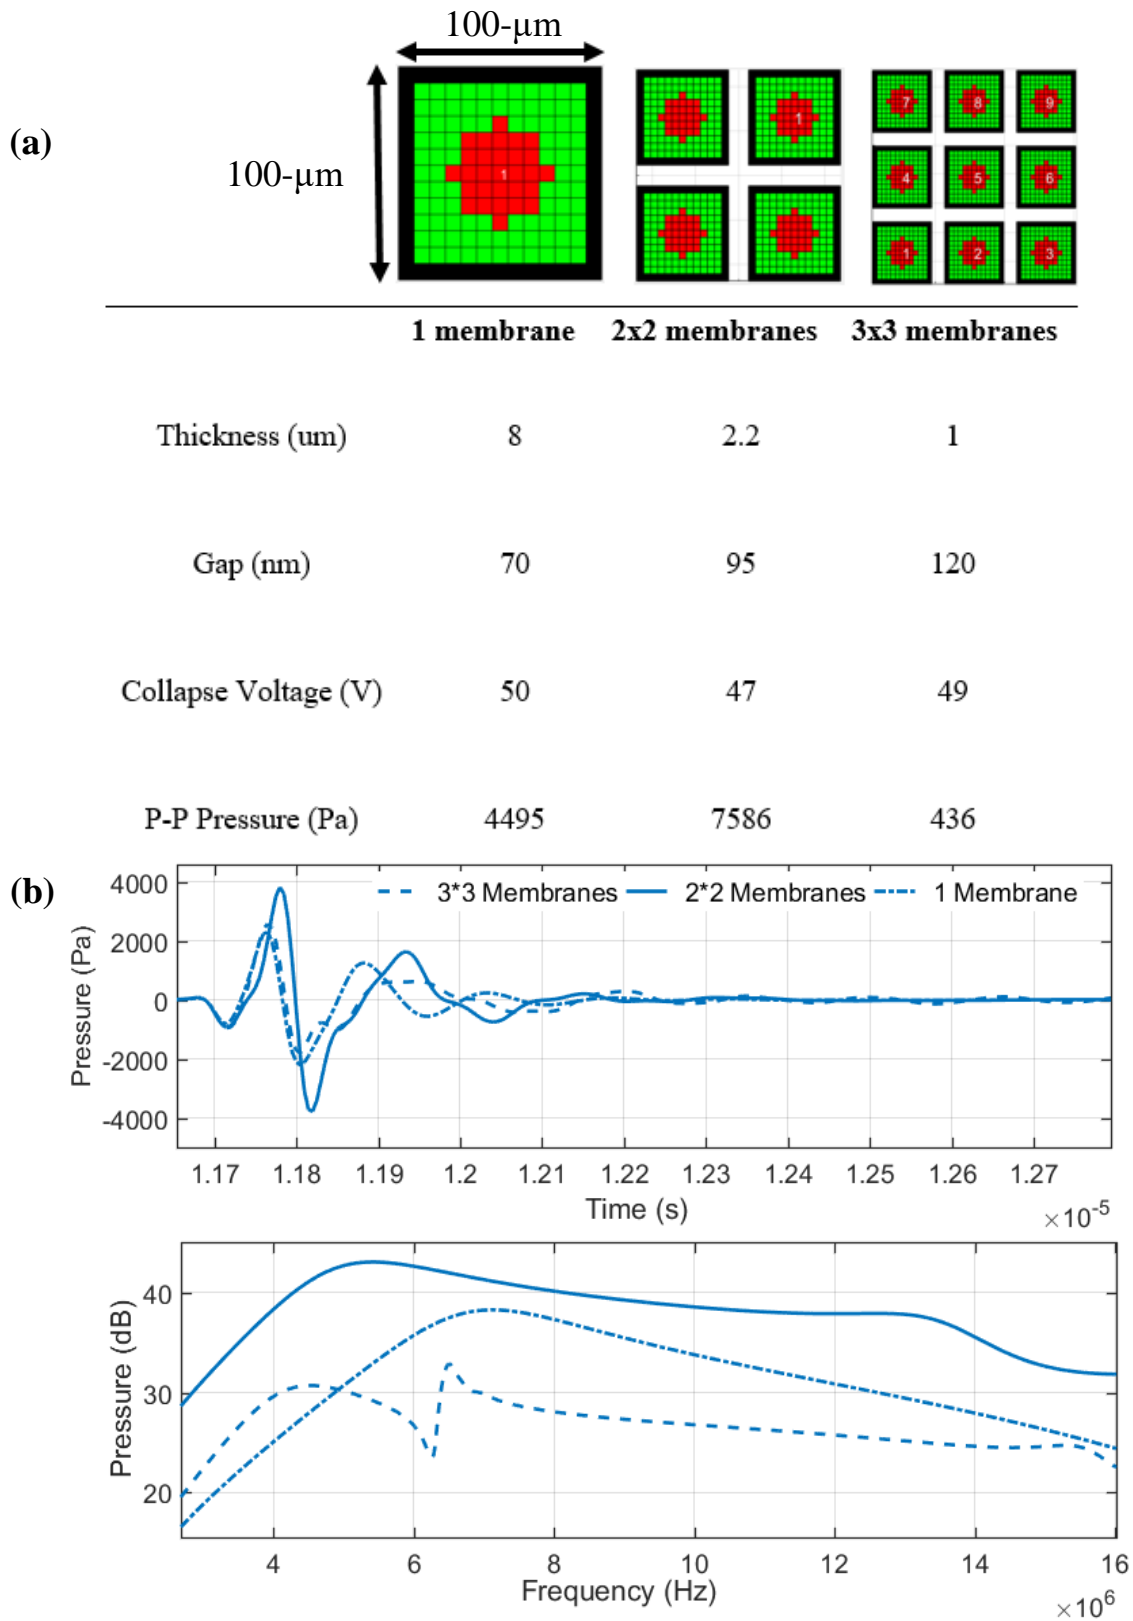 100-µm
(a)
100-µm
1
1
7 8 9
4 5 6
1 2 3
1 membrane 2x2 membranes 3x3 membranes
Thickness (um) 8 2.2 1
Gap (nm) 70 95 120
Collapse Voltage (V) 50 47 49
P-P Pressure (Pa) 4495 7586 436
(b)
3*3 Membranes 2*2 Membranes 1 Membrane
Pressure (Pa)
4000
2000
0
-2000
-4000
1.17 1.18 1.19 1.2 1.21 1.22 1.23 1.24 1.25 1.26 1.27
Time (s)
×10-5
Pressure (dB)
40
30
20
4 6 8 10 12 14 16
Frequency (Hz)
×106